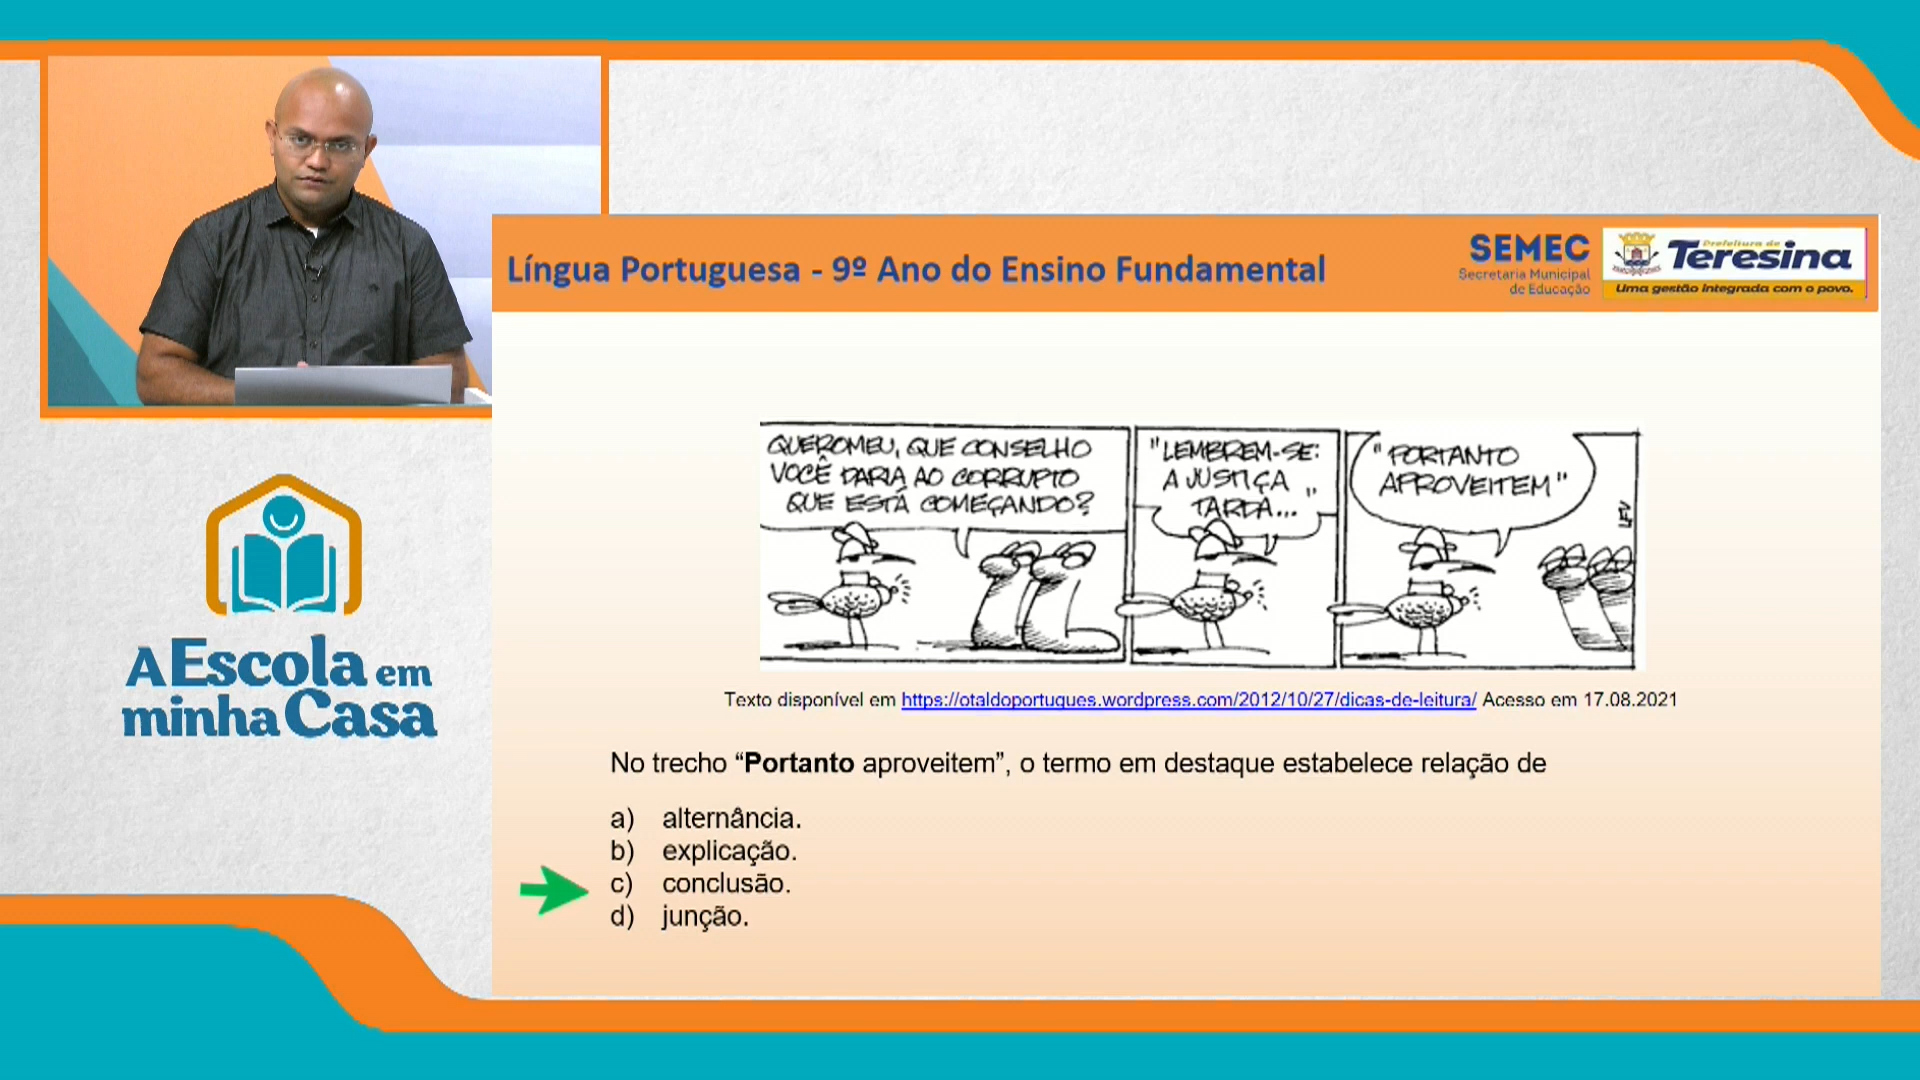 Língua Portuguesa - 9º Ano do Ensino Fundamental
SEMEC
Secretaria Municipal
de Educação
Prefeitura de
Teresina
Uma gestão integrada com o povo.
QUEROMEU, QUE CONSELHO
VOCÊ DARIA AO CORRUPTO
QUE ESTÁ COMEÇANDO?
"LEMBREM-SE:
A JUSTIÇA
TARDA..."
"PORTANTO
APROVEITEM"
LFV
Texto disponível em https://otaldoportugues.wordpress.com/2012/10/27/dicas-de-leitura/ Acesso em 17.08.2021
No trecho “Portanto aproveitem”, o termo em destaque estabelece relação de
a) alternância.
b) explicação.
c) conclusão.
d) junção.
A Escola em
minha Casa